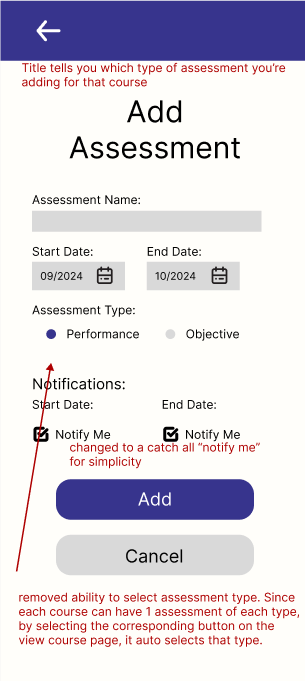 Title tells you which type of assessment you're
adding for that course
Add
Assessment
Assessment Name:
Start Date: End Date:
09/2024 10/2024
Assessment Type:
Performance Objective
Notifications:
Start Date: End Date:
Notify Me Notify Me
changed to a catch all "notify me"
for simplicity
Add
Cancel
removed ability to select assessment type. Since
each course can have 1 assessment of each type,
by selecting the corresponding button on the
view course page, it auto selects that type.